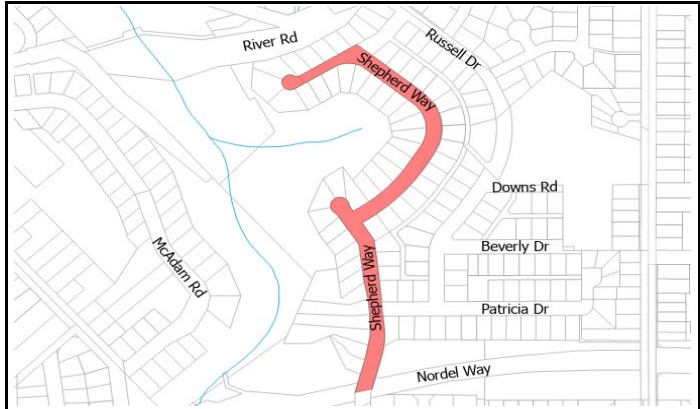 River Rd
Russell Dr
Shepherd Way
Downs Rd
McAdam Rd
Beverly Dr
Shepherd Way
Patricia Dr
Nordel Way